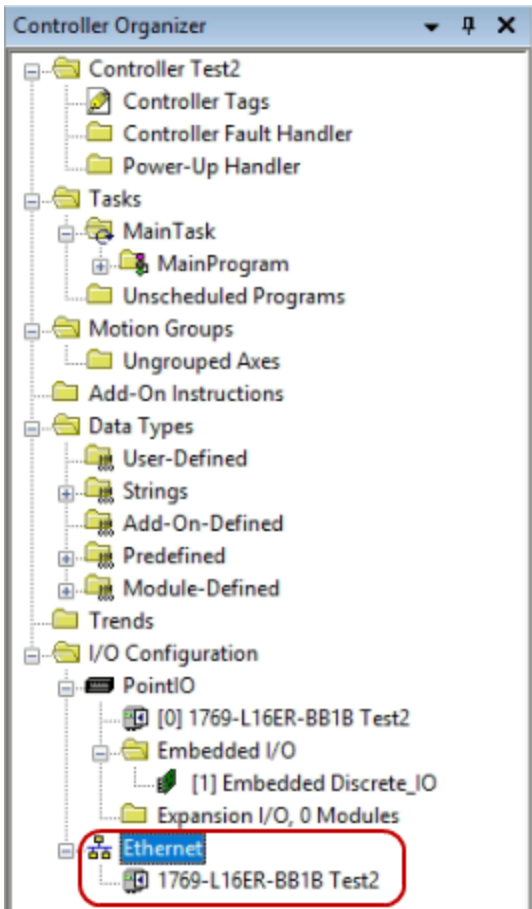 Controller Organizer
Controller Test2
Controller Tags
Controller Fault Handler
Power-Up Handler
Tasks
MainTask
MainProgram
Unscheduled Programs
Motion Groups
Ungrouped Axes
Add-On Instructions
Data Types
User-Defined
Strings
Add-On-Defined
Predefined
Module-Defined
Trends
I/O Configuration
PointIO
[0] 1769-L16ER-BB1B Test2
Embedded I/O
[1] Embedded Discrete_IO
Expansion I/O, 0 Modules
Ethernet
1769-L16ER-BB1B Test2